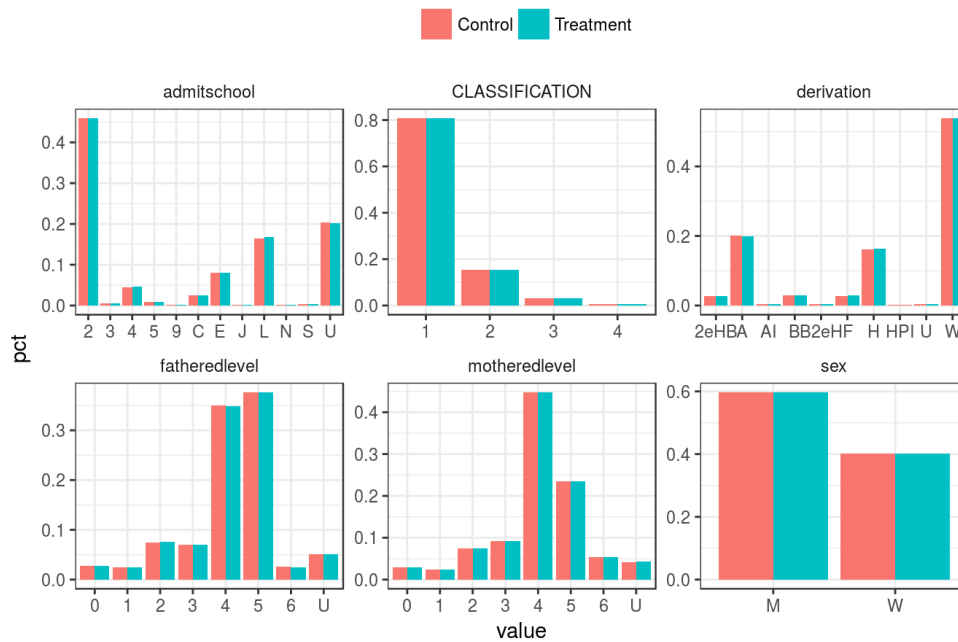 Control Treatment
admitschool CLASSIFICATION derivation
0.4
0.3
0.2
0.1
0.0
2 3 4 5 9 C E J L N S U
0.8
0.6
0.4
0.2
0.0
1 2 3 4
0.4
0.2
0.0
2eHBA AI BB2eHF H HPI U W
pct
fatheredlevel motheredlevel sex
0.3
0.2
0.1
0.0
0 1 2 3 4 5 6 U
0.4
0.3
0.2
0.1
0.0
0 1 2 3 4 5 6 U
0.6
0.4
0.2
0.0
M W
value